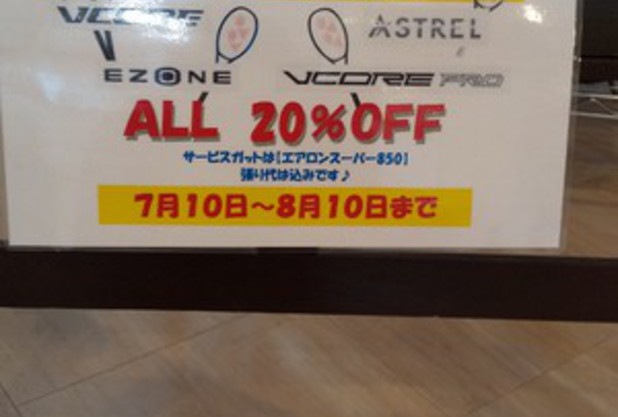 VCORE
ASTREL
EZONE
VCORE PRO
ALL 20%OFF
サービスガットは[エアロンスーパー850]
張り代は込みです♪
7月10日～8月10日まで